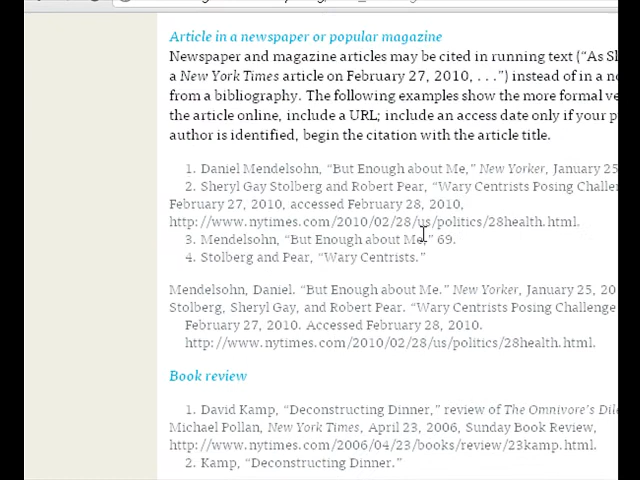 Article in a newspaper or popular magazine
Newspaper and magazine articles may be cited in running text (“As Sh
a New York Times article on February 27, 2010, . . .”) instead of in a no
from a bibliography. The following examples show the more formal ve
the article online, include a URL; include an access date only if your p
author is identified, begin the citation with the article title.
1. Daniel Mendelsohn, “But Enough about Me,” New Yorker, January 25
2. Sheryl Gay Stolberg and Robert Pear, “Wary Centrists Posing Challen
February 27, 2010, accessed February 28, 2010,
http://www.nytimes.com/2010/02/28/us/politics/28health.html.
3. Mendelsohn, “But Enough about Me,” 69.
4. Stolberg and Pear, “Wary Centrists.”
Mendelsohn, Daniel. “But Enough about Me.” New Yorker, January 25, 20
Stolberg, Sheryl Gay, and Robert Pear. “Wary Centrists Posing Challenge
February 27, 2010. Accessed February 28, 2010.
http://www.nytimes.com/2010/02/28/us/politics/28health.html.
Book review
1. David Kamp, “Deconstructing Dinner,” review of The Omnivore’s Dile
Michael Pollan, New York Times, April 23, 2006, Sunday Book Review,
http://www.nytimes.com/2006/04/23/books/review/23kamp.html.
2. Kamp, “Deconstructing Dinner.”